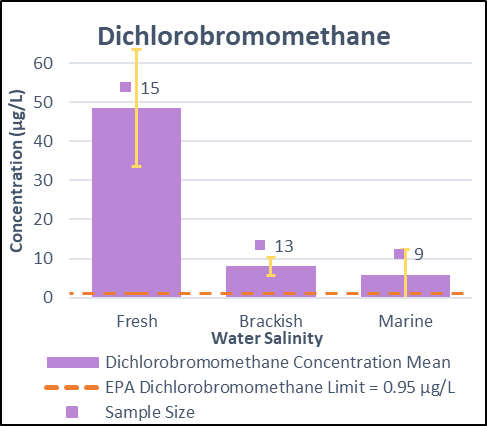 Dichlorobromomethane
Concentration (µg/L)
60
50
40
30
20
10
0
15
13
9
Fresh Brackish Marine
Water Salinity
Dichlorobromomethane Concentration Mean
EPA Dichlorobromomethane Limit = 0.95 µg/L
Sample Size